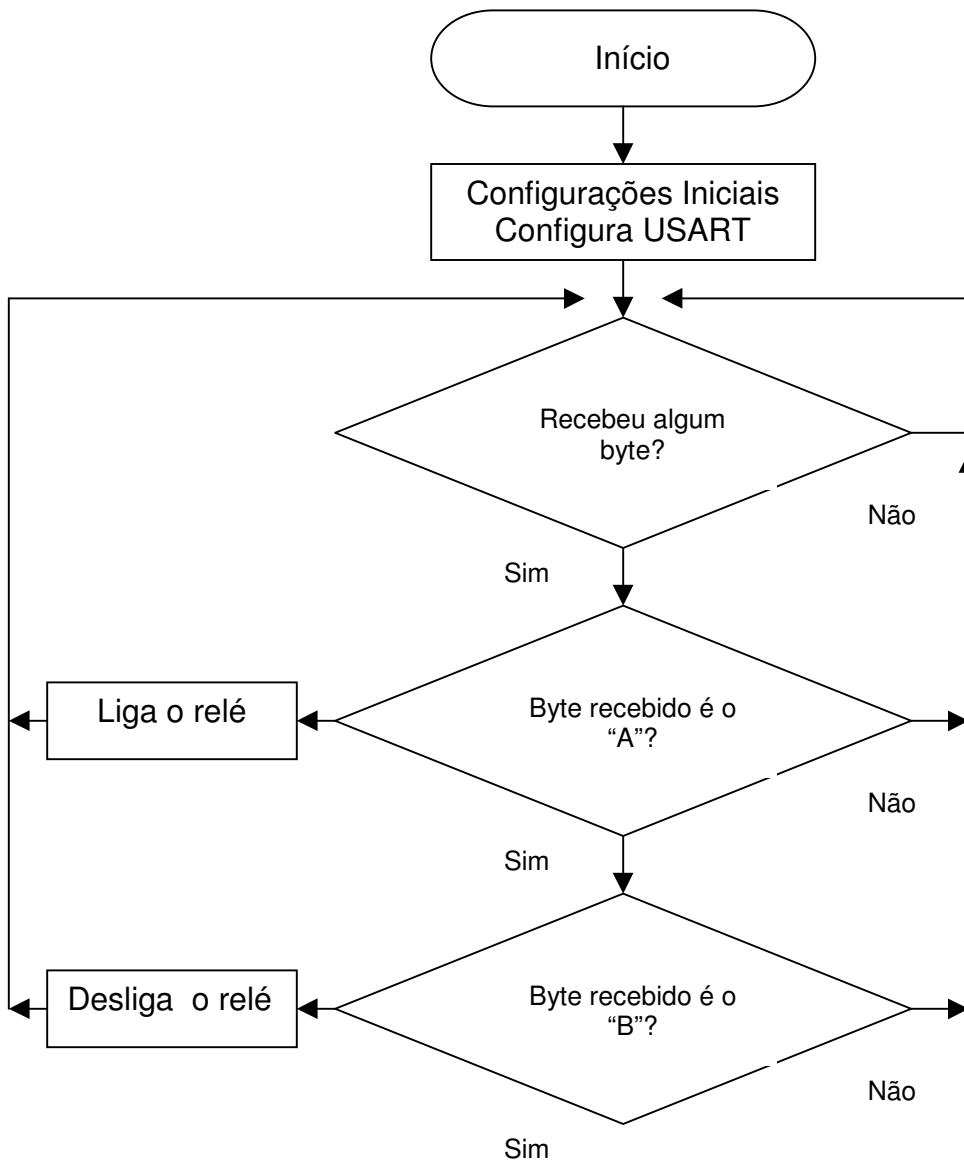 Início
Configurações Iniciais
Configura USART
Recebeu algum
byte?
Não
Sim
Liga o relé
Byte recebido é o
“A”?
Não
Sim
Desliga o relé
Byte recebido é o
“B”?
Não
Sim